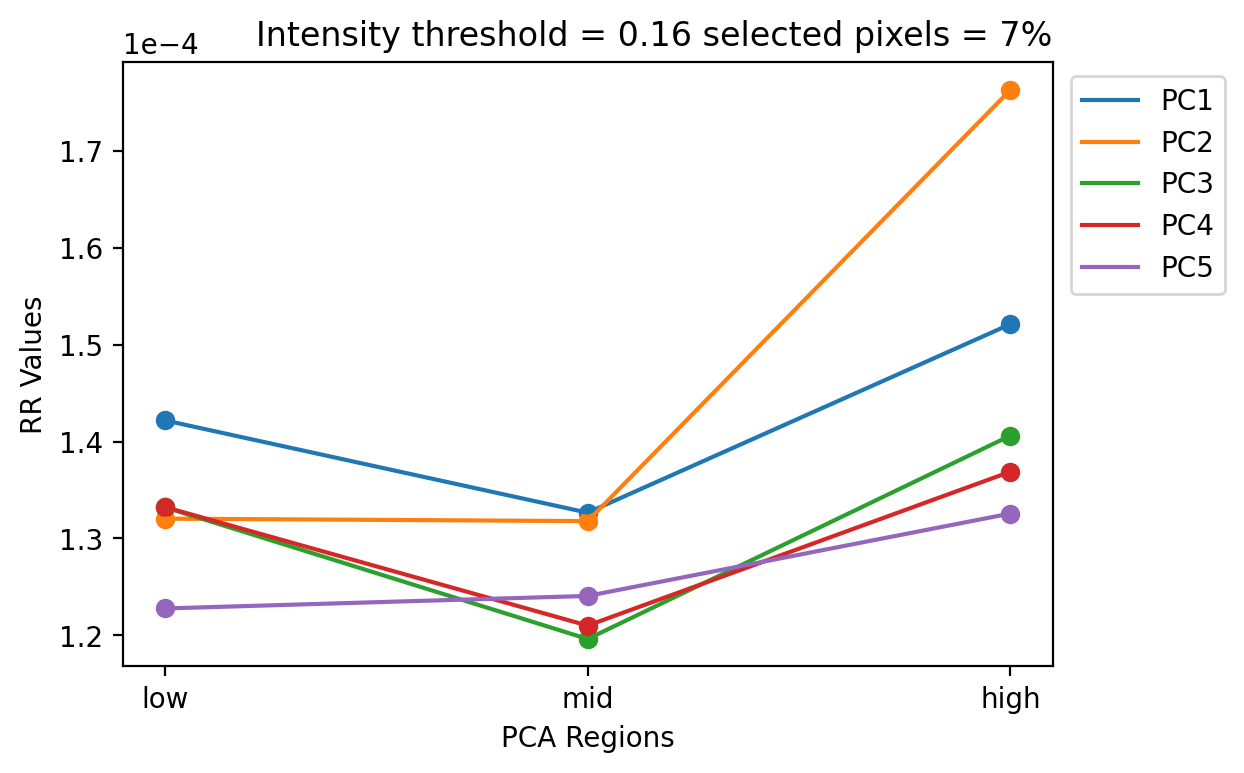 Intensity threshold = 0.16 selected pixels = 7%
1e−4
1.7
1.6
1.5
1.4
1.3
1.2
RR Values
low
mid
high
PCA Regions
PC1
PC2
PC3
PC4
PC5